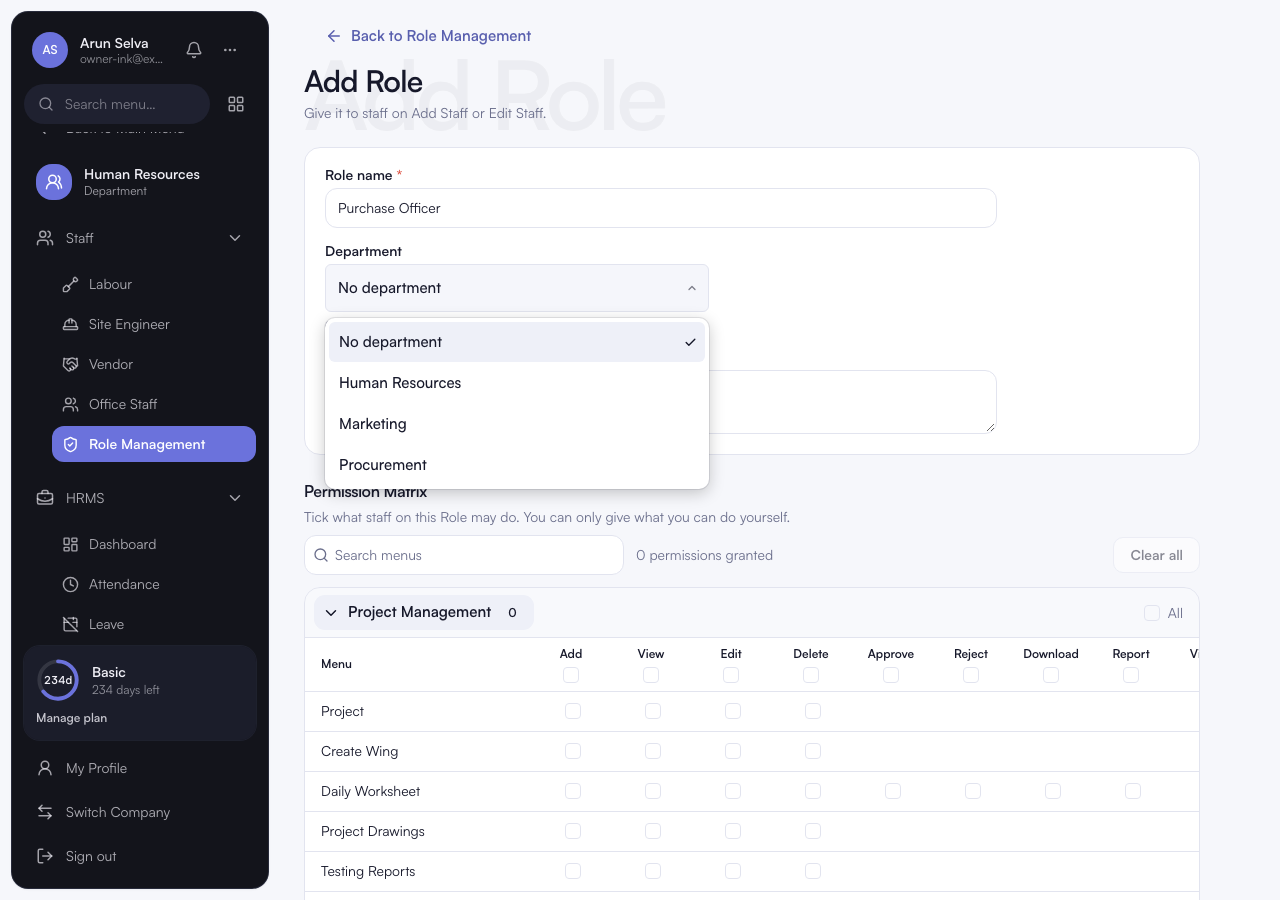 AS
Arun Selva
owner-ink@ex...
Search menu...
Back to Main Menu
Human Resources
Department
Staff
Labour
Site Engineer
Vendor
Office Staff
Role Management
HRMS
Dashboard
Attendance
Leave
234d
Basic
234 days left
Manage plan
My Profile
Switch Company
Sign out
Back to Role Management
Add Role
Add Role
Give it to staff on Add Staff or Edit Staff.
Role name *
Purchase Officer
Department
No department
No department
Human Resources
Marketing
Procurement
Permission Matrix
Tick what staff on this Role may do. You can only give what you can do yourself.
Search menus
0 permissions granted
Clear all
Project Management 0
All
Menu Add View Edit Delete Approve Reject Download Report
Project
Create Wing
Daily Worksheet
Project Drawings
Testing Reports